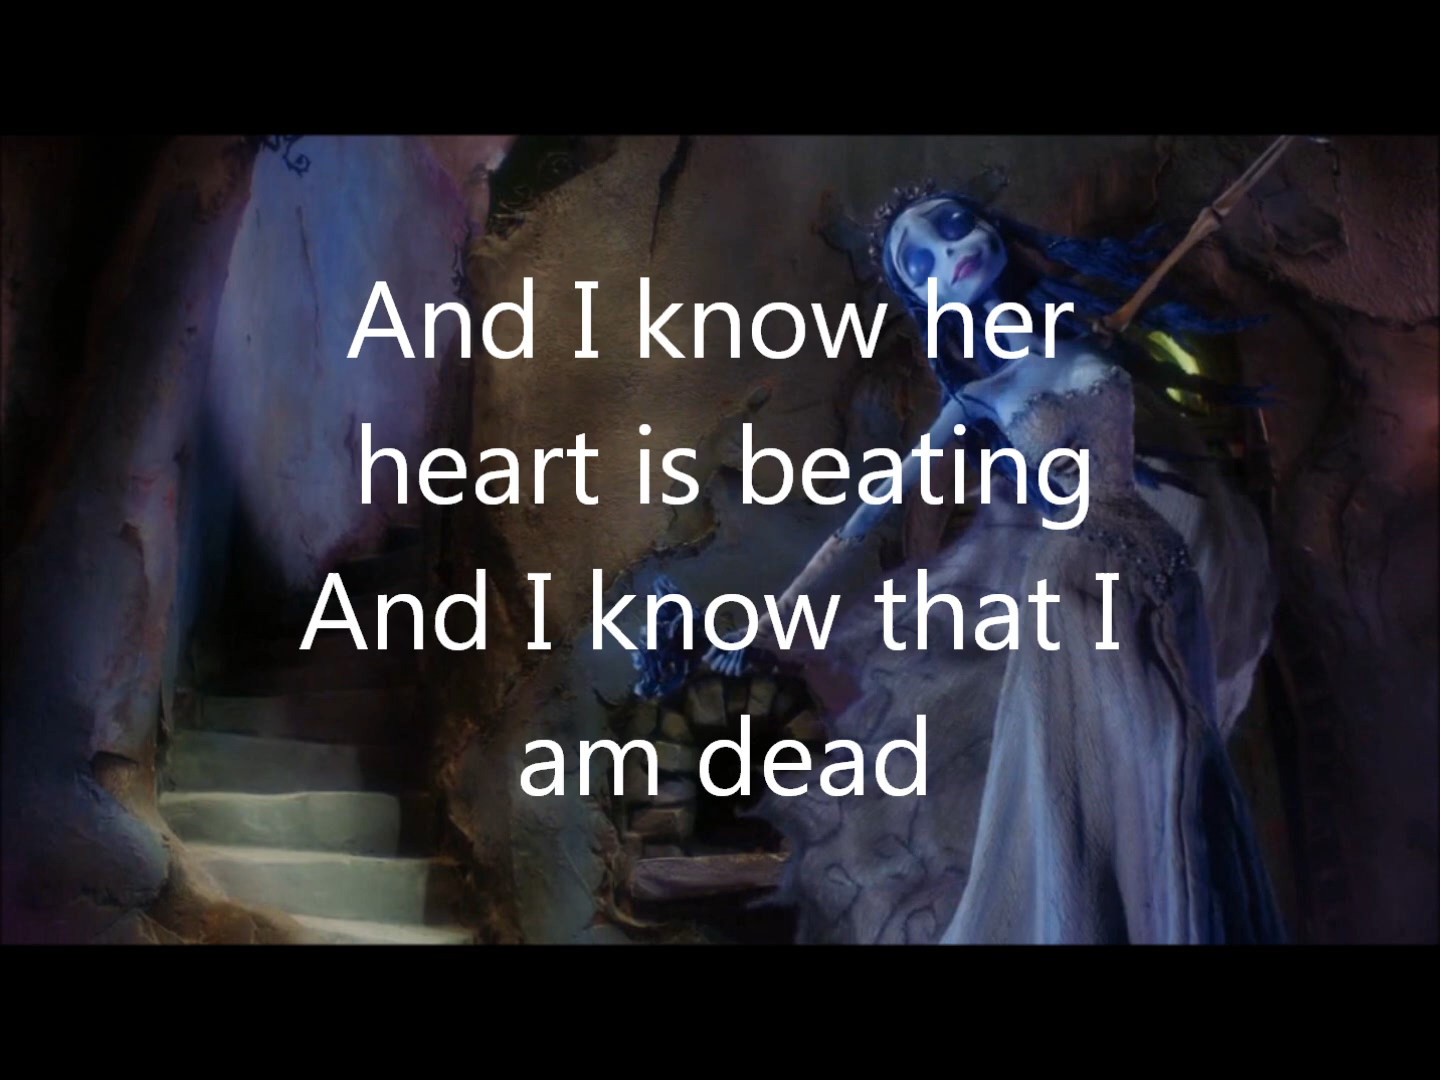 And I know her
heart is beating
And I know that I
am dead